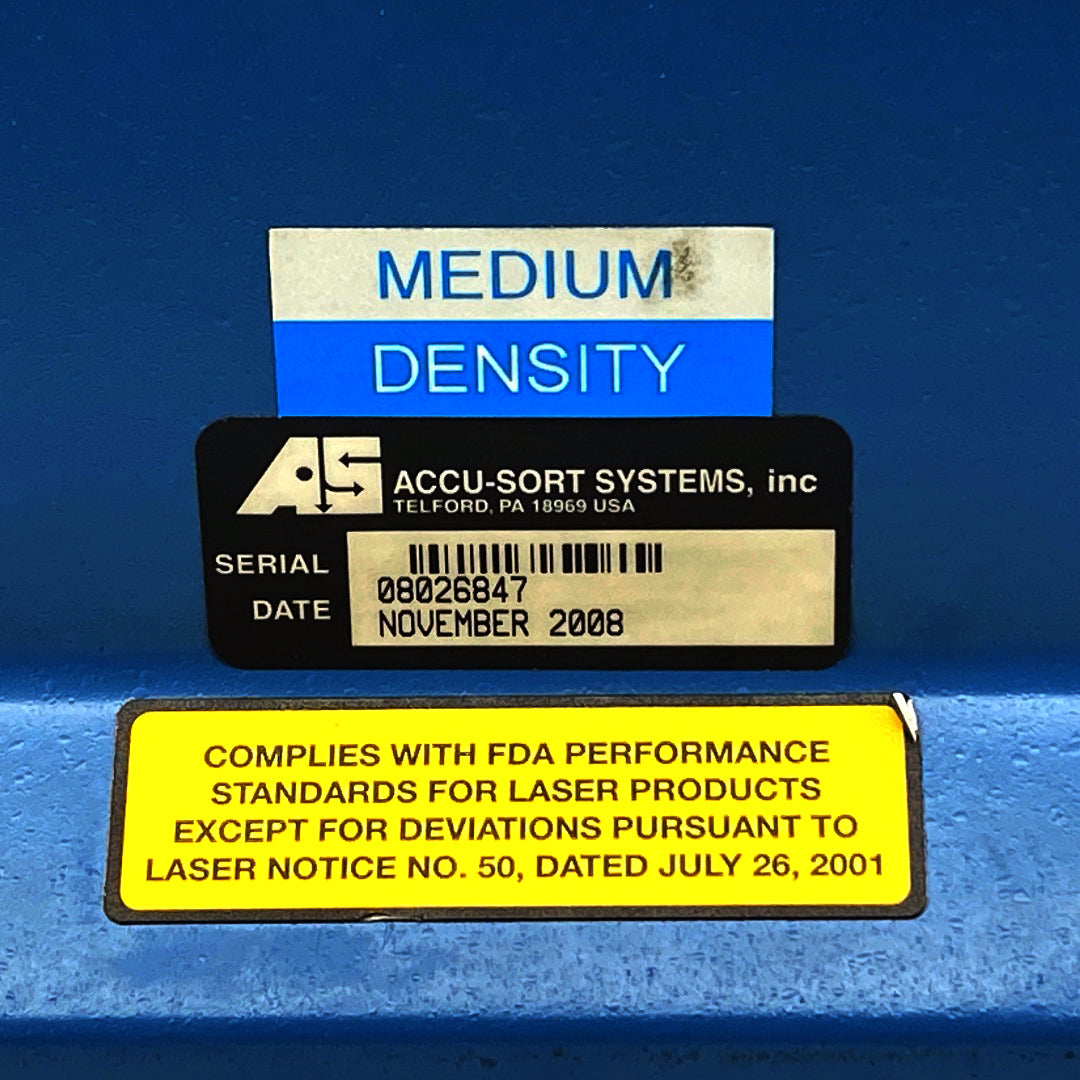 MEDIUM
DENSITY
AS
ACCU-SORT SYSTEMS, inc
TELFORD, PA 18969 USA
SERIAL
08026847
DATE
NOVEMBER 2008
COMPLIES WITH FDA PERFORMANCE
STANDARDS FOR LASER PRODUCTS
EXCEPT FOR DEVIATIONS PURSUANT TO
LASER NOTICE NO. 50, DATED JULY 26, 2001